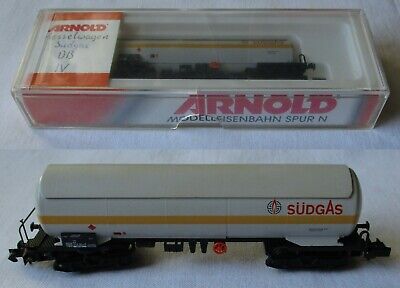 ARNOLD
Kesselwagen
Südgas
DB
IV
ARNOLD
MODELLEISENBAHN SPUR N
SÜDGAS